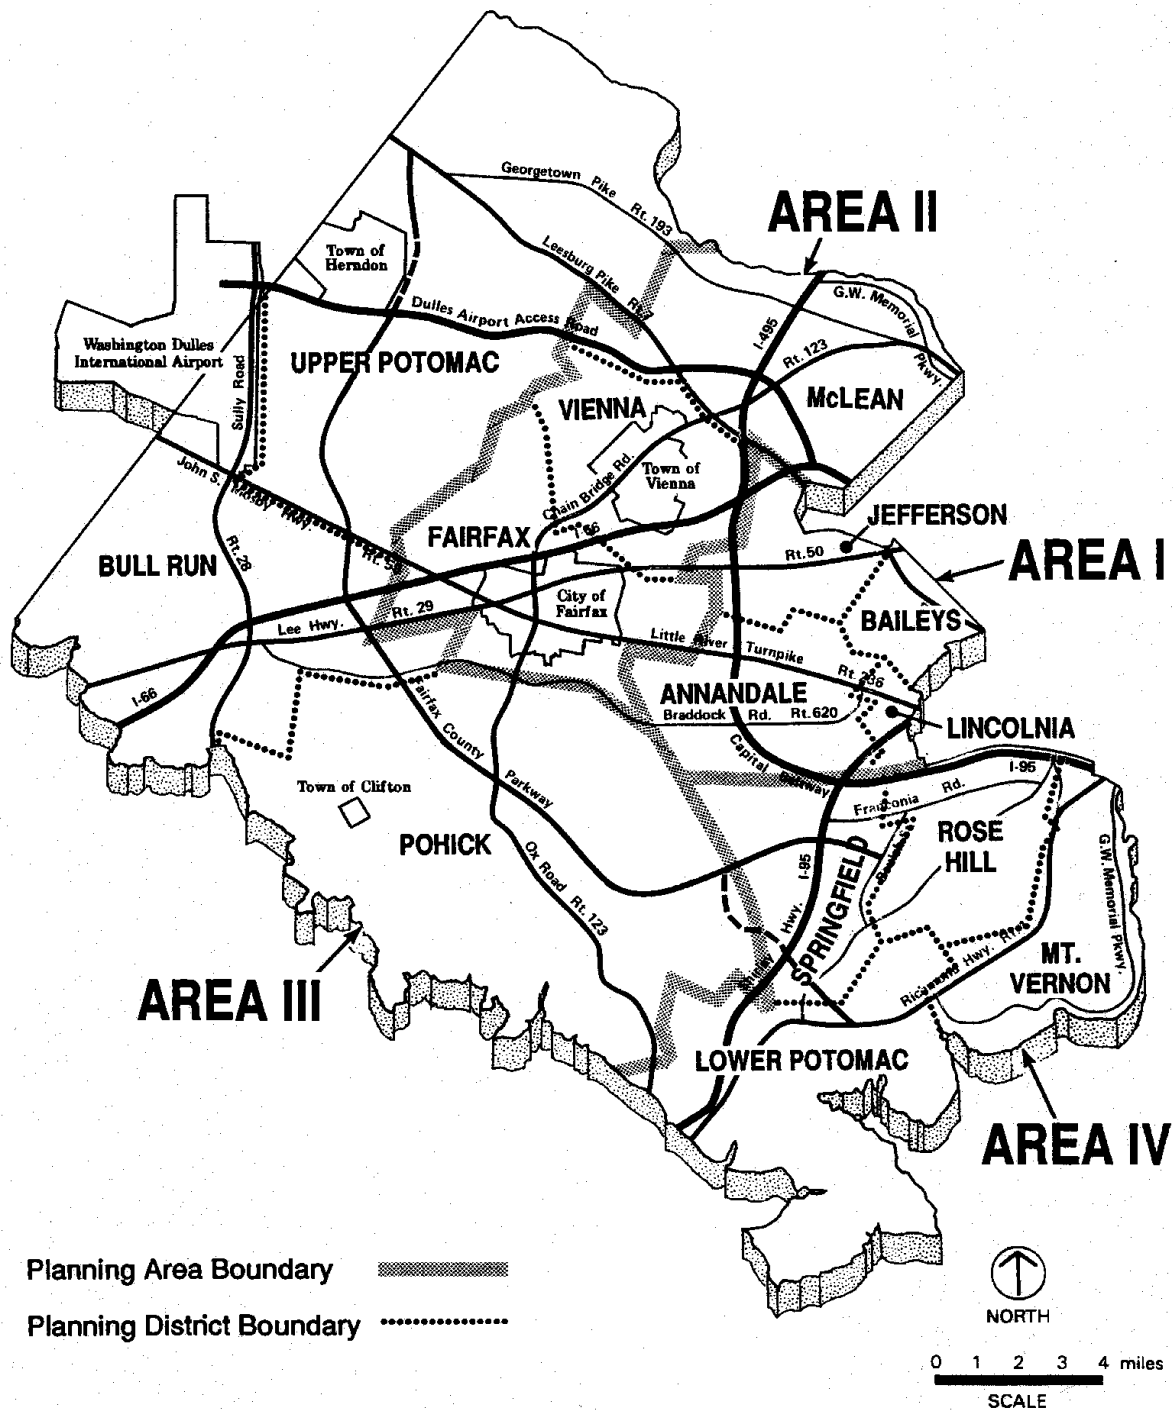 Georgetown Pike Rt. 193
AREA II
Leesburg Pike Rt. 7
Town of
Herndon
G.W. Memorial Pkwy.
Dulles Airport Access Road
I-495
Rt. 123
Washington Dulles
International Airport
UPPER POTOMAC
Sully Road
VIENNA
McLEAN
John S. Mosby Hwy
Chain Bridge Rd.
Town of
Vienna
JEFFERSON
FAIRFAX
I-66
Rt. 50
Rt.50
AREA I
BULL RUN
Rt.28
City of
Fairfax
Lee Hwy.
Rt. 29
BAILEYS
Little River Turnpike
Rt. 236
I-66
ANNANDALE
Braddock Rd. Rt.620
LINCOLNIA
Fairfax County Parkway
Capital Beltway
I-95
Town of Clifton
Franconia Rd.
POHICK
ROSE
HILL
Ox Road Rt. 123
I-95
SPRINGFIELD
G.W. Memorial Pkwy.
Hwy.
Richmond Hwy.
MT.
VERNON
AREA III
LOWER POTOMAC
AREA IV
Planning Area Boundary
Planning District Boundary
NORTH
0 1 2 3 4 miles
SCALE